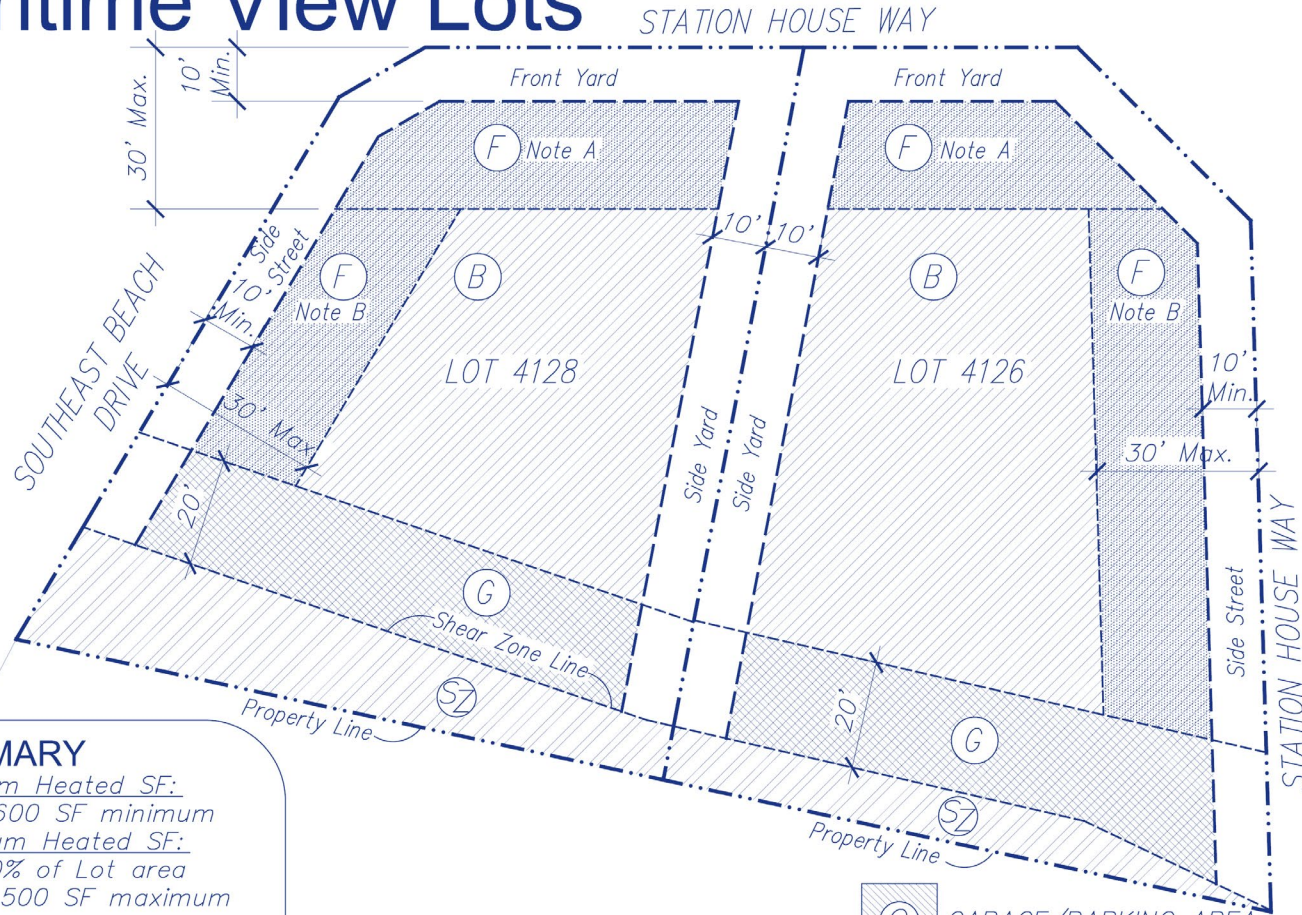 View Lots
STATION HOUSE WAY
10'
Min.
30' Max.
Front Yard
Front Yard
F Note A
F Note A
Side
Street
10'
Min.
F
Note B
B
10' 10'
B
F
Note B
SOUTHEAST BEACH
DRIVE
LOT 4128
LOT 4126
10'
Min.
30' Max.
30' Max.
Side Yard
Side Yard
20'
G
Shear Zone Line
SZ
Property Line
20'
G
SZ
Property Line
Side Street
STATION HOUSE WAY
Heated SF:
600 SF minimum
Heated SF:
% of Lot area
500 SF maximum
G GARAGE/PARKING AREA